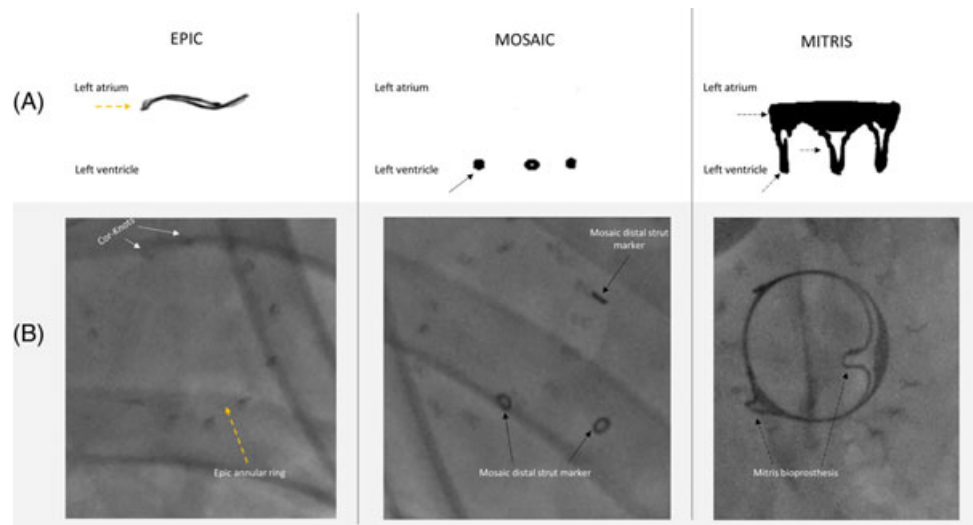 EPIC
MOSAIC
MITRIS
(A)
Left atrium
Left ventricle
Left atrium
Left ventricle
Left atrium
Left ventricle
(B)
Cor-Knots
Epic annular ring
Mosaic distal strut
marker
Mosaic distal strut marker
Mitris bioprosthesis